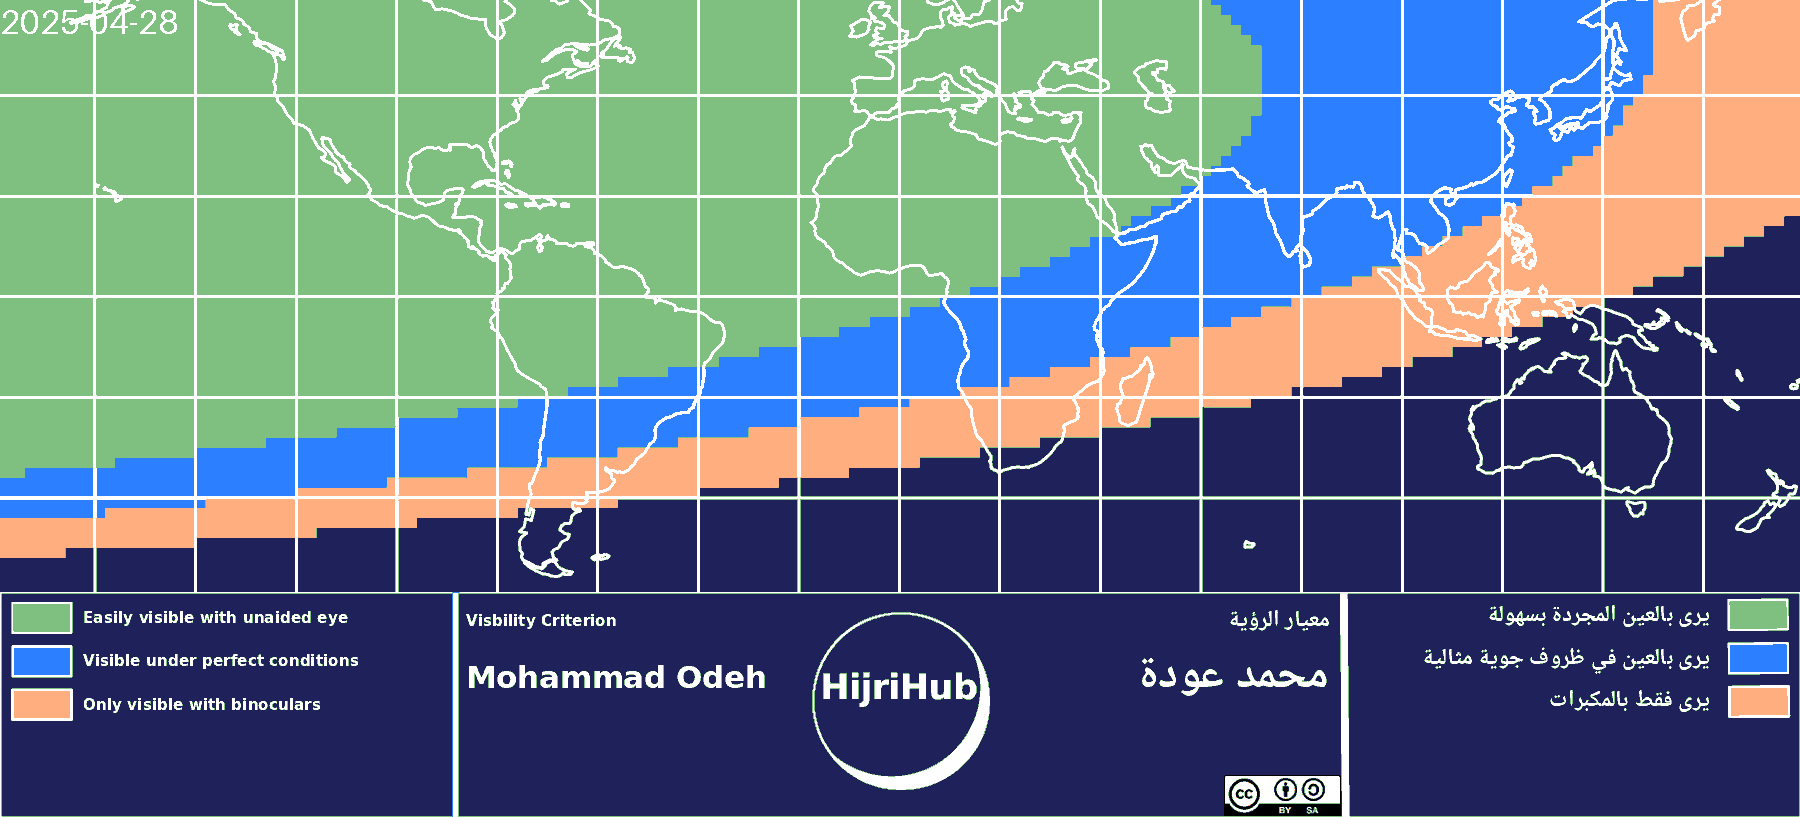 2025-04-28
Easily visible with unaided eye
Visible under perfect conditions
Only visible with binoculars
Visbility Criterion
Mohammad Odeh
HijriHub
معيار الرؤية
محمد عودة
cc
BY SA
يرى بالعين المجردة بسهولة
يرى بالعين في ظروف جوية مثالية
يرى فقط بالمكبرات